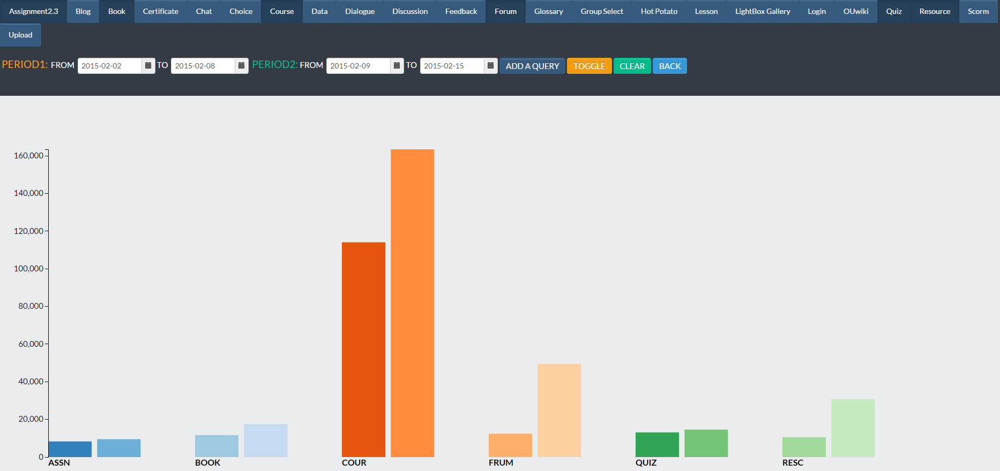 Assignment2.3 Blog Book Certificate Chat Choice Course Data Dialogue Discussion Feedback Forum Glossary Group Select Hot Potato Lesson LightBox Gallery Login OUwiki Quiz Resource Scorm
Upload
PERIOD1: FROM 2015-02-02 TO 2015-02-08 PERIOD2: FROM 2015-02-09 TO 2015-02-15 ADD A QUERY TOGGLE CLEAR BACK
160,000
140,000
120,000
100,000
80,000
60,000
40,000
20,000
0
ASSN BOOK COUR FRUM QUIZ RESC